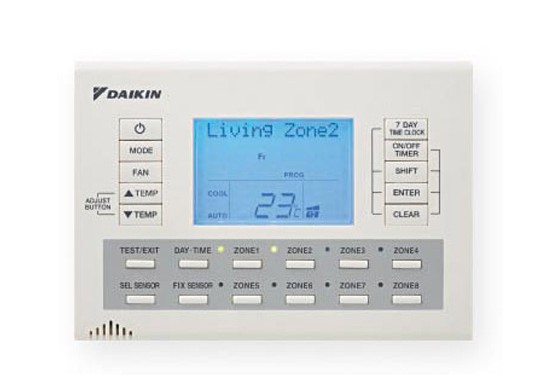 DAIKIN
Living Zone2
Fr
PROG
COOL
AUTO
23°C
MODE
FAN
ADJUST BUTTON
▲ TEMP
▼ TEMP
7 DAY
TIME CLOCK
ON/OFF
TIMER
SHIFT
ENTER
CLEAR
TEST/EXIT DAY-TIME ZONE1 ZONE2 ZONE3 ZONE4
SEL SENSOR FIX SENSOR ZONE5 ZONE6 ZONE7 ZONE8